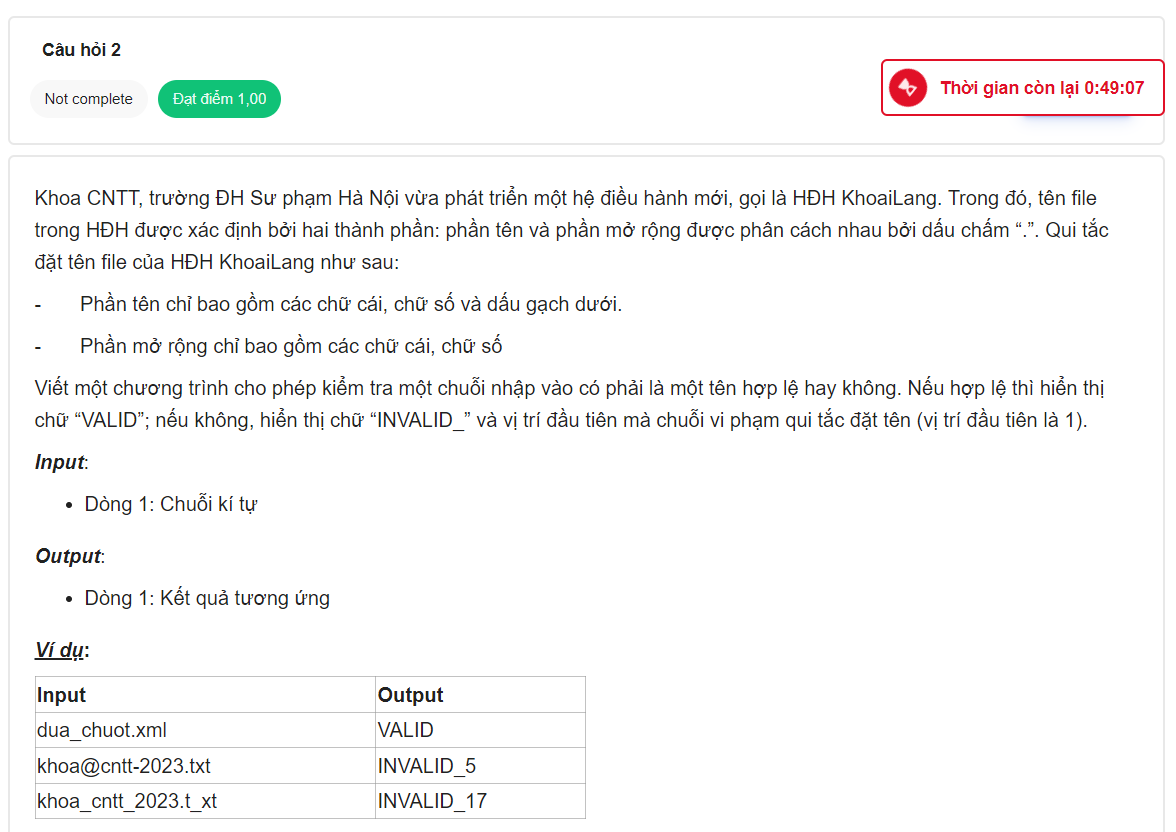 Câu hỏi 2
Not complete
Đạt điểm 1,00
Thời gian còn lại 0:49:07
Khoa CNTT, trường ĐH Sư phạm Hà Nội vừa phát triển một hệ điều hành mới, gọi là HĐH KhoaiLang. Trong đó, tên file
trong HĐH được xác định bởi hai thành phần: phần tên và phần mở rộng được phân cách nhau bởi dấu chấm “.”. Qui tắc
đặt tên file của HĐH KhoaiLang như sau:
- Phần tên chỉ bao gồm các chữ cái, chữ số và dấu gạch dưới.
- Phần mở rộng chỉ bao gồm các chữ cái, chữ số
Viết một chương trình cho phép kiểm tra một chuỗi nhập vào có phải là một tên hợp lệ hay không. Nếu hợp lệ thì hiển thị
chữ “VALID”; nếu không, hiển thị chữ “INVALID_” và vị trí đầu tiên mà chuỗi vi phạm qui tắc đặt tên (vị trí đầu tiên là 1).
Input:
• Dòng 1: Chuỗi kí tự
Output:
• Dòng 1: Kết quả tương ứng
Ví dụ:
Input Output
dua_chuot.xml VALID
khoa@cntt-2023.txt INVALID_5
khoa_cntt_2023.t_xt INVALID_17